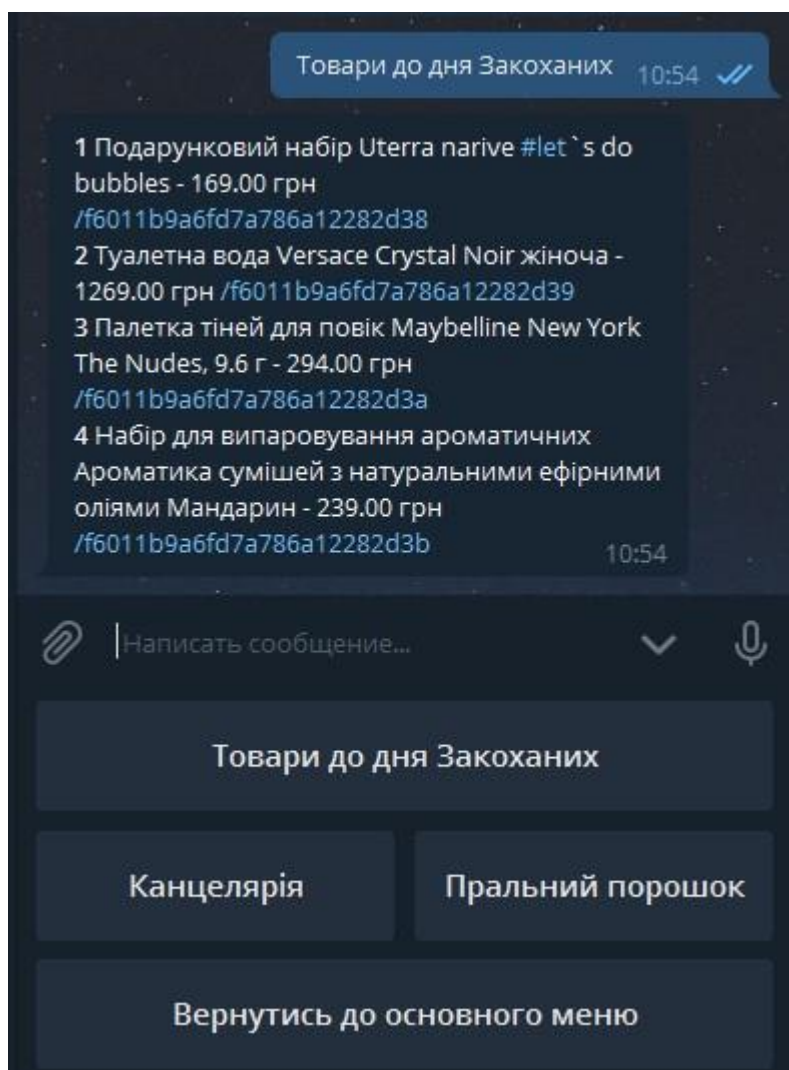 Товари до дня Закоханих 10:54
1 Подарунковий набір Uterra narive #let`s do
bubbles - 169.00 грн
/f6011b9a6fd7a786a12282d38
2 Туалетна вода Versace Crystal Noir жіноча -
1269.00 грн /f6011b9a6fd7a786a12282d39
3 Палетка тіней для повік Maybelline New York
The Nudes, 9.6 г - 294.00 грн
/f6011b9a6fd7a786a12282d3a
4 Набір для випаровування ароматичних
Ароматика сумішей з натуральними ефірними
оліями Мандарин - 239.00 грн
/f6011b9a6fd7a786a12282d3b
10:54
Написать сообщение...
Товари до дня Закоханих
Канцелярія
Пральний порошок
Вернутись до основного меню